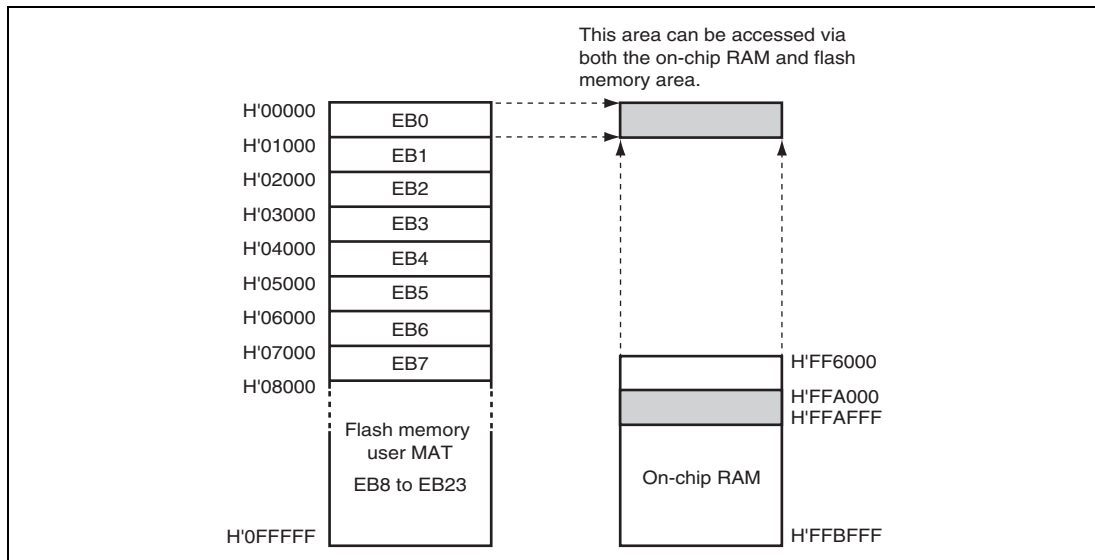 This area can be accessed via
both the on-chip RAM and flash
memory area.
H'00000
EB0
H'01000
EB1
H'02000
EB2
H'03000
EB3
H'04000
EB4
H'05000
EB5
H'06000
EB6
H'07000
EB7
H'08000
Flash memory
user MAT
EB8 to EB23
H'0FFFFF
H'FF6000
H'FFA000
H'FFAFFF
On-chip RAM
H'FFBFFF